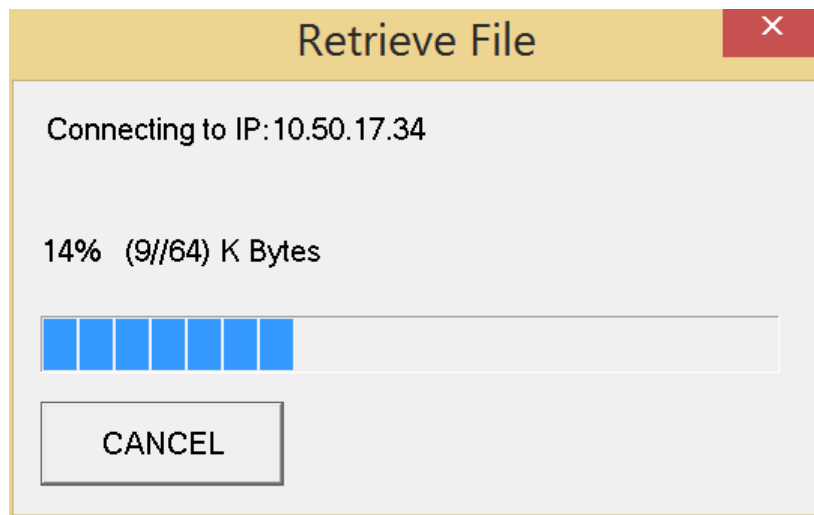 Retrieve File
Connecting to IP:10.50.17.34
14% (9//64) K Bytes
CANCEL